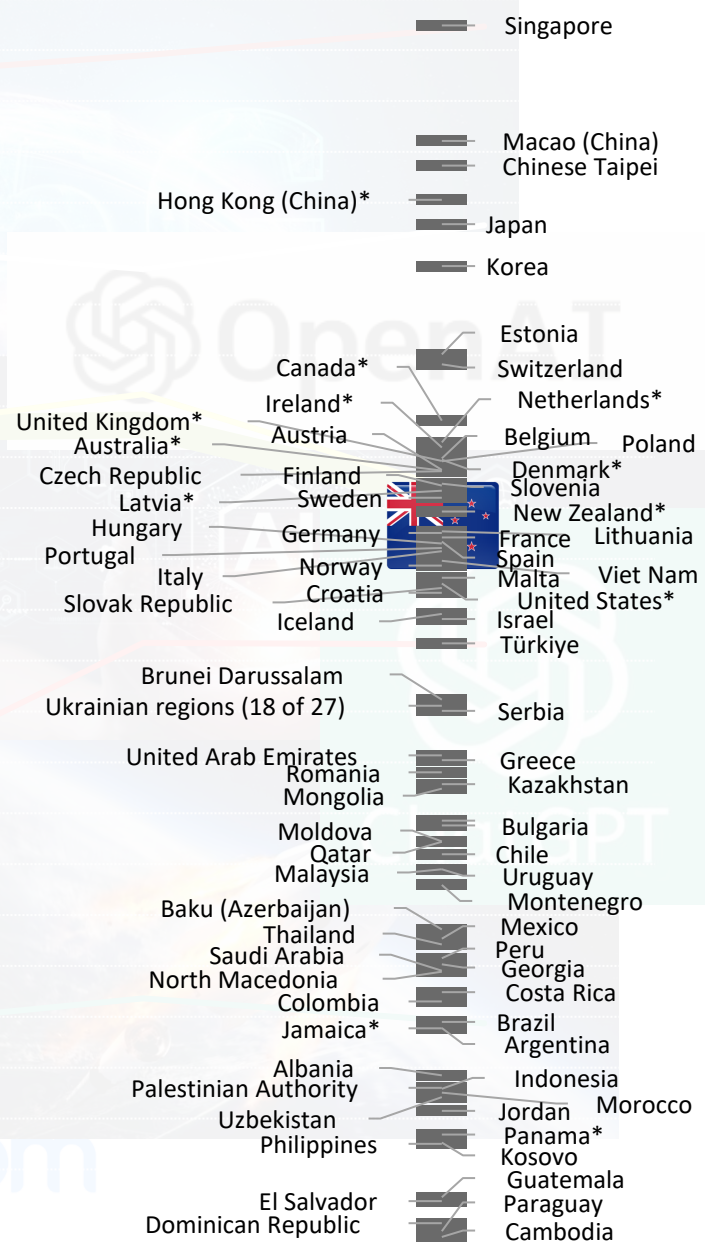 Singapore
Macao (China)
Chinese Taipei
Hong Kong (China)*
Japan
Korea
OpenAI
Estonia
Canada*
Switzerland
Ireland*
Netherlands*
United Kingdom*
Austria
Belgium
Poland
Australia*
Czech Republic
Finland
Denmark*
Latvia*
Sweden
Slovenia
New Zealand*
Hungary
Germany
France
Lithuania
Portugal
Spain
Italy
Norway
Malta
Viet Nam
Slovak Republic
Croatia
United States*
Iceland
Israel
Türkiye
Brunei Darussalam
Ukrainian regions (18 of 27)
Serbia
United Arab Emirates
Greece
Romania
Kazakhstan
Mongolia
Moldova
Bulgaria
Qatar
Chile
Malaysia
Uruguay
Montenegro
Baku (Azerbaijan)
Mexico
Thailand
Peru
Saudi Arabia
Georgia
North Macedonia
Costa Rica
Colombia
Jamaica*
Brazil
Argentina
Albania
Indonesia
Palestinian Authority
Morocco
Uzbekistan
Jordan
Panama*
Philippines
Kosovo
Guatemala
El Salvador
Paraguay
Dominican Republic
Cambodia